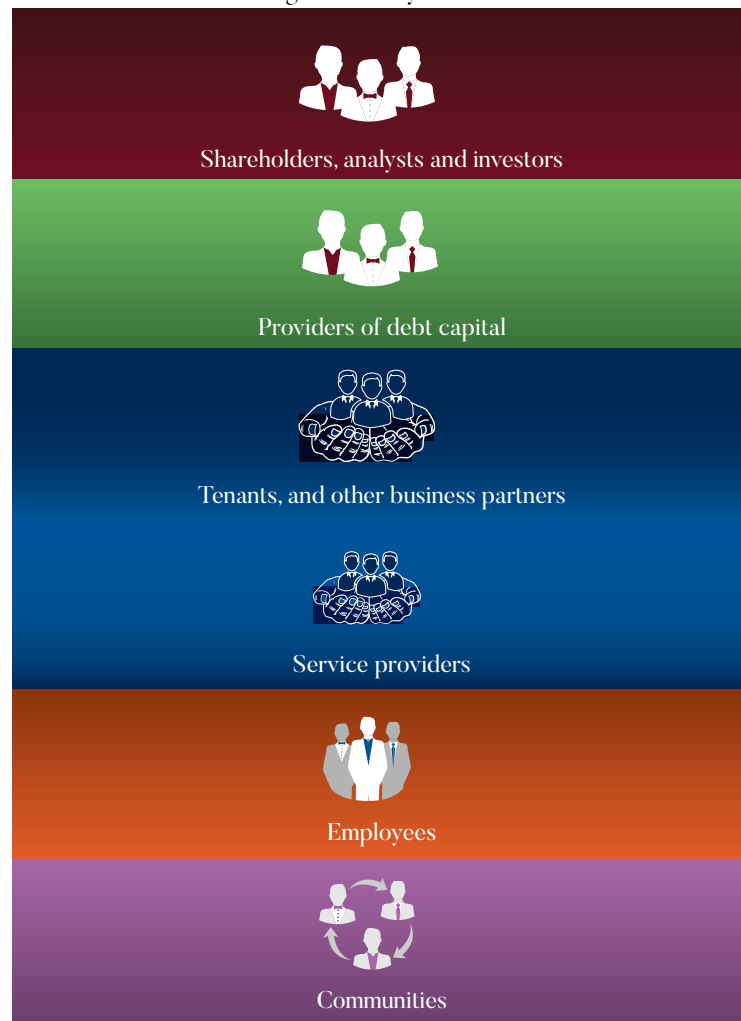 Shareholders, analysts and investors
Providers of debt capital
Tenants, and other business partners
Service providers
Employees
Communities